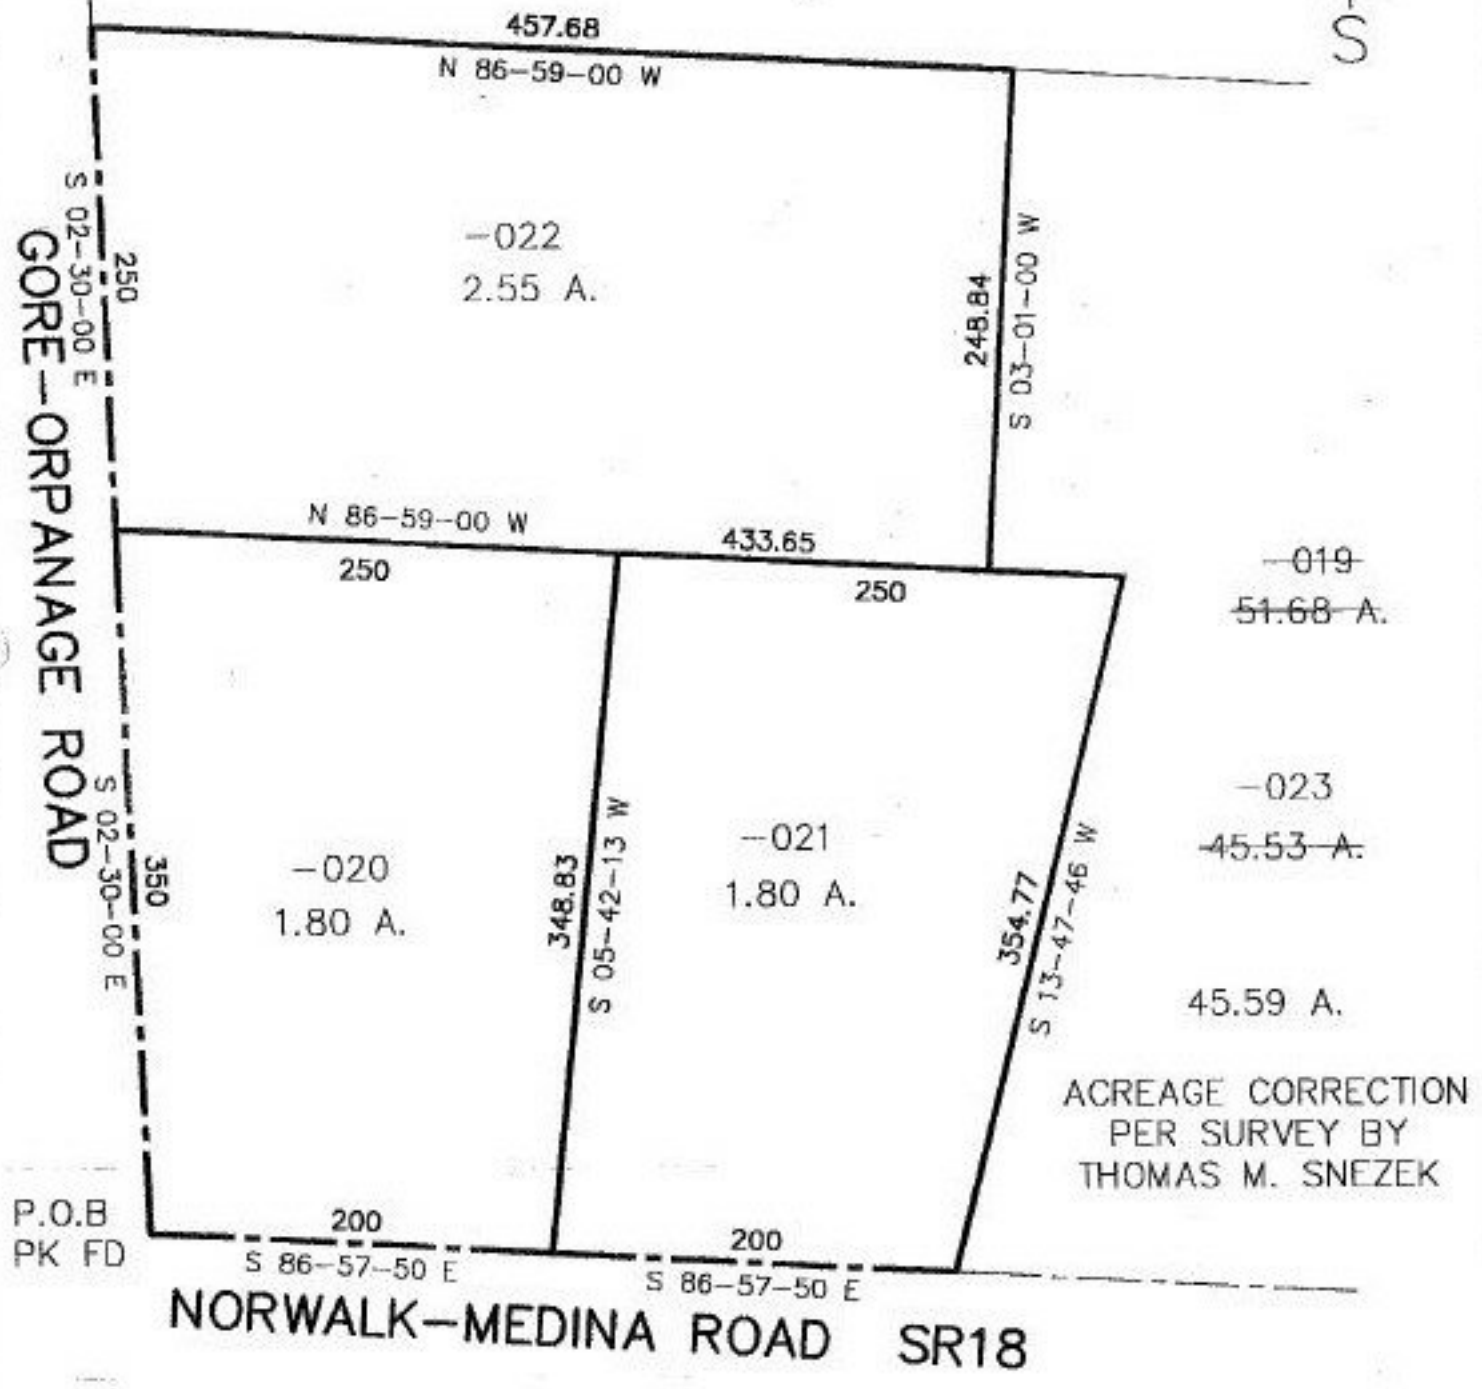 S
457.68
N 86-59-00 W
S 02-30-00 E
250
-022
2.55 A.
248.84
S 03-01-00 W
GORE-ORPANAGE ROAD
N 86-59-00 W
433.65
250
250
-019
51.68 A.
S 02-30-00 E
350
-020
1.80 A.
348.83
S 05-42-13 W
-021
1.80 A.
354.77
S 13-47-46 W
-023
45.53 A.
45.59 A.
ACREAGE CORRECTION
PER SURVEY BY
THOMAS M. SNEZEK
P.O.B
PK FD
200
S 86-57-50 E
200
S 86-57-50 E
NORWALK-MEDINA ROAD SR18